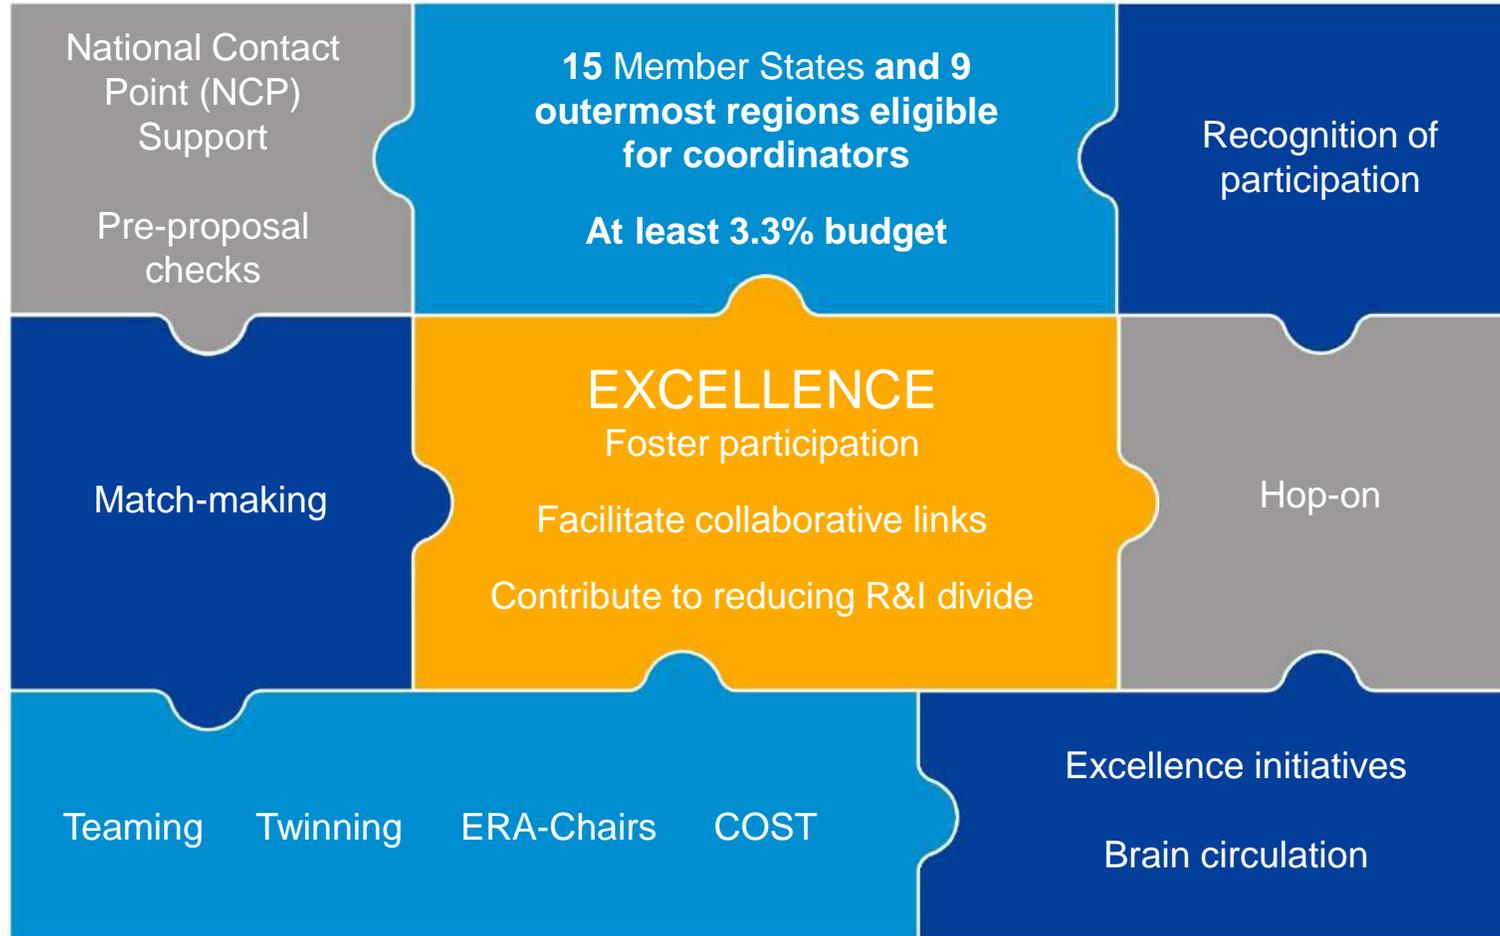 National Contact
Point (NCP)
Support
Pre-proposal
checks
15 Member States and 9
outermost regions eligible
for coordinators
At least 3.3% budget
Recognition of
participation
Match-making
EXCELLENCE
Foster participation
Facilitate collaborative links
Contribute to reducing R&I divide
Hop-on
Teaming Twinning ERA-Chairs COST
Excellence initiatives
Brain circulation